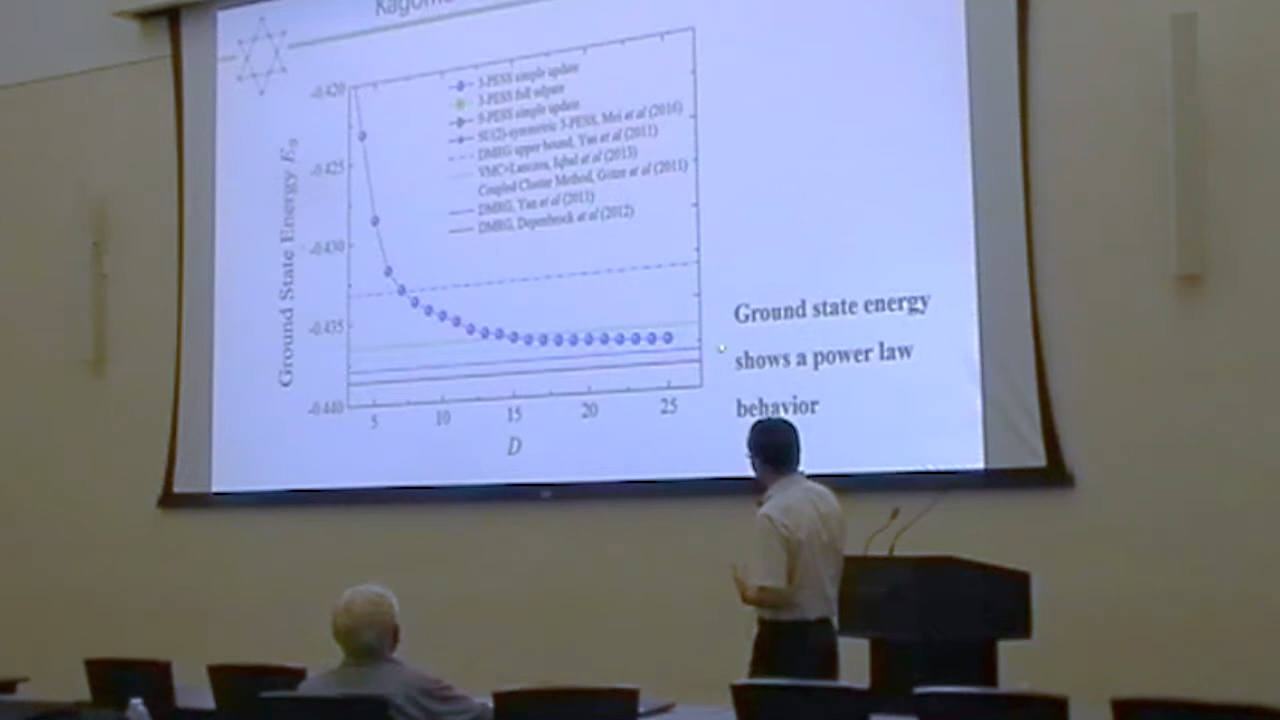 Kagome
-0.420
-0.425
-0.430
-0.435
-0.440
Ground State Energy E₀
3-PESS simple update
3-PESS full udpate
9-PESS simple update
SU(2)-symmetric 3-PESS, Mei et al (2016)
DMRG upper bound, Yan et al (2011)
VMC+Lanczos, Iqbal et al (2013)
Coupled Cluster Method, Götze et al (2011)
DMRG, Yan et al (2011)
DMRG, Depenbrock et al (2012)
5 10 15 20 25
D
Ground state energy
shows a power law
behavior